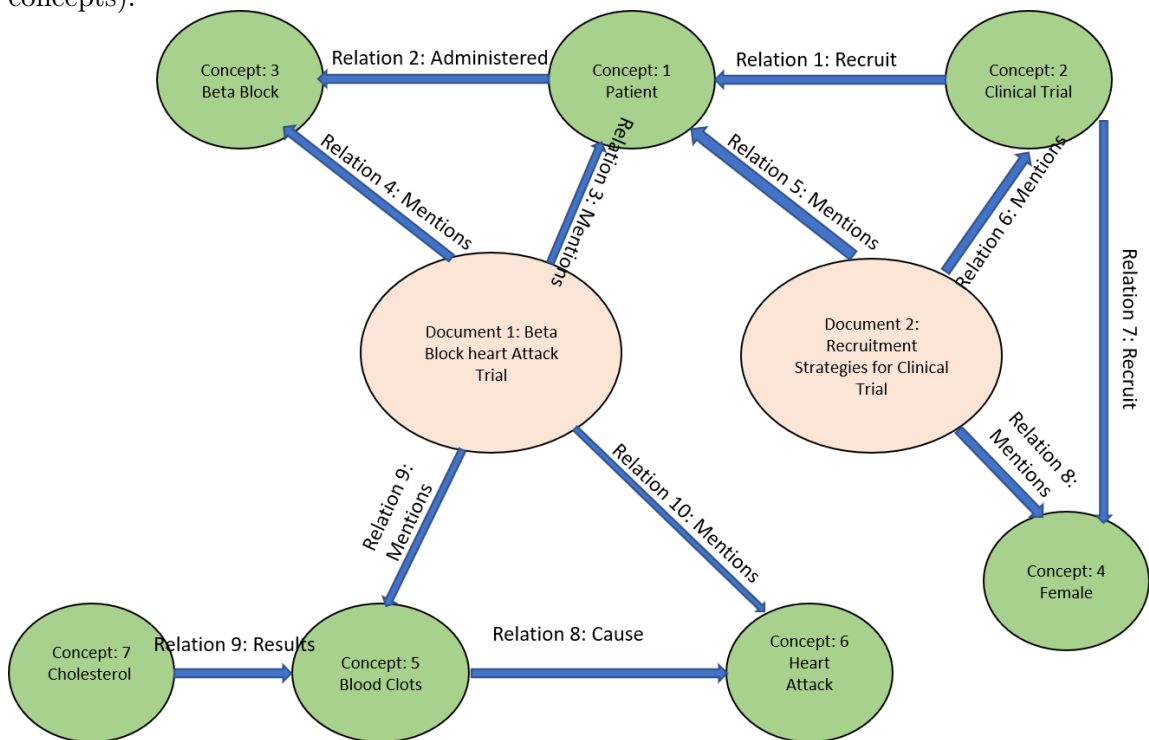 concepts).
Relation 2: Administered
Relation 1: Recruit
Concept: 3
Beta Block
Concept: 1
Patient
Concept: 2
Clinical Trial
Relation 4: Mentions
Relation 3: Mentions
Relation 5: Mentions
Relation 6: Mentions
Relation 7: Recruit
Document 1: Beta
Block heart Attack
Trial
Document 2:
Recruitment
Strategies for Clinical
Trial
Relation 9:
Mentions
Relation 10: Mentions
Relation 8:
Mentions
Concept: 4
Female
Concept: 7
Cholesterol
Relation 9: Results
Concept: 5
Blood Clots
Relation 8: Cause
Concept: 6
Heart
Attack